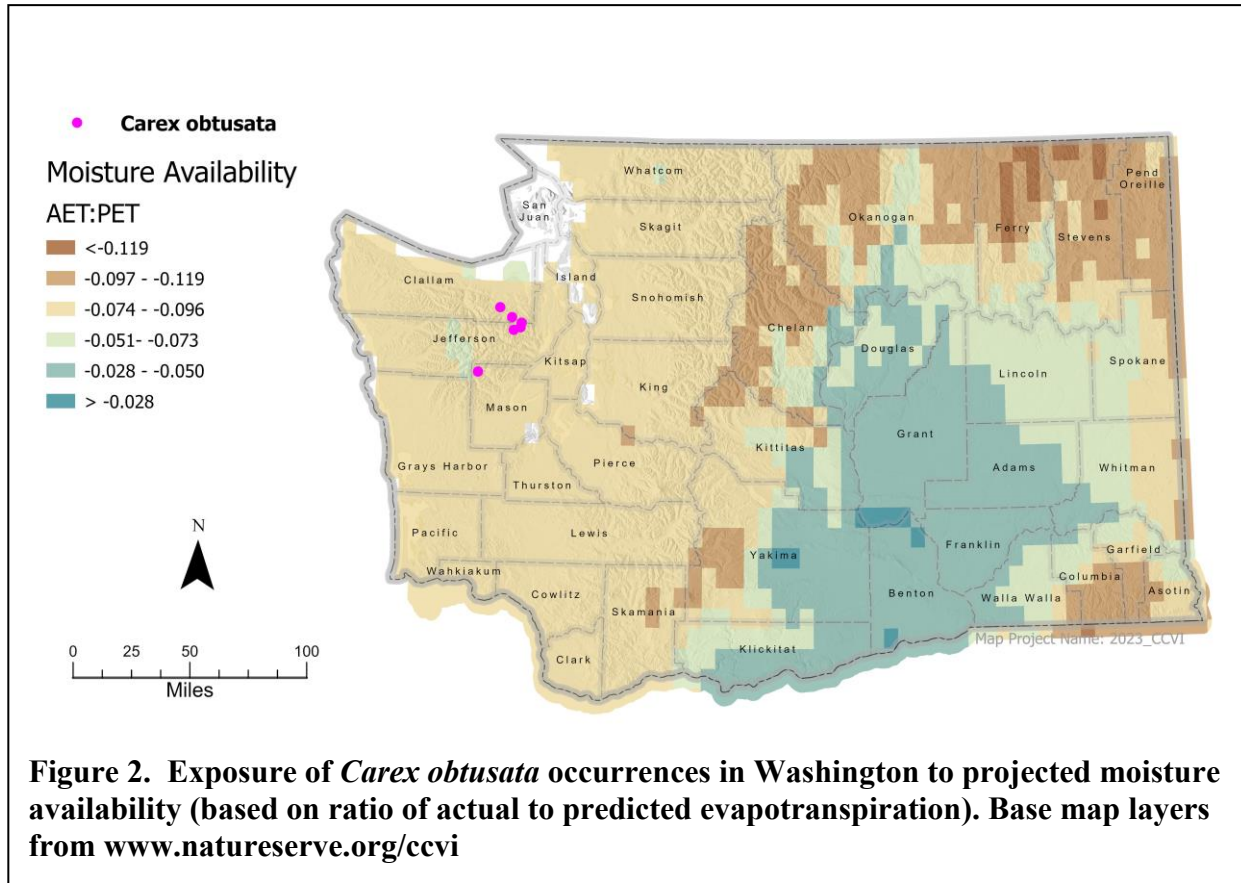 Carex obtusata
Moisture Availability
AET:PET
<-0.119
-0.097 - -0.119
-0.074 - -0.096
-0.051- -0.073
-0.028 - -0.050
> -0.028
N
0 25 50 100
Miles
Whatcom
San
Juan
Skagit
Island
Clallam
Snohomish
Jefferson
Kitsap
King
Mason
Grays Harbor
Pierce
Thurston
Pacific
Lewis
Wahkiakum
Cowlitz
Skamania
Clark
Okanogan
Ferry
Stevens
Pend
Oreille
Chelan
Douglas
Lincoln
Spokane
Grant
Kittitas
Adams
Whitman
Yakima
Franklin
Garfield
Columbia
Asotin
Benton
Walla Walla
Klickitat
Map Project Name: 2023_CCVI
Figure 2. Exposure of Carex obtusata occurrences in Washington to projected moisture
availability (based on ratio of actual to predicted evapotranspiration). Base map layers
from www.natureserve.org/ccvi